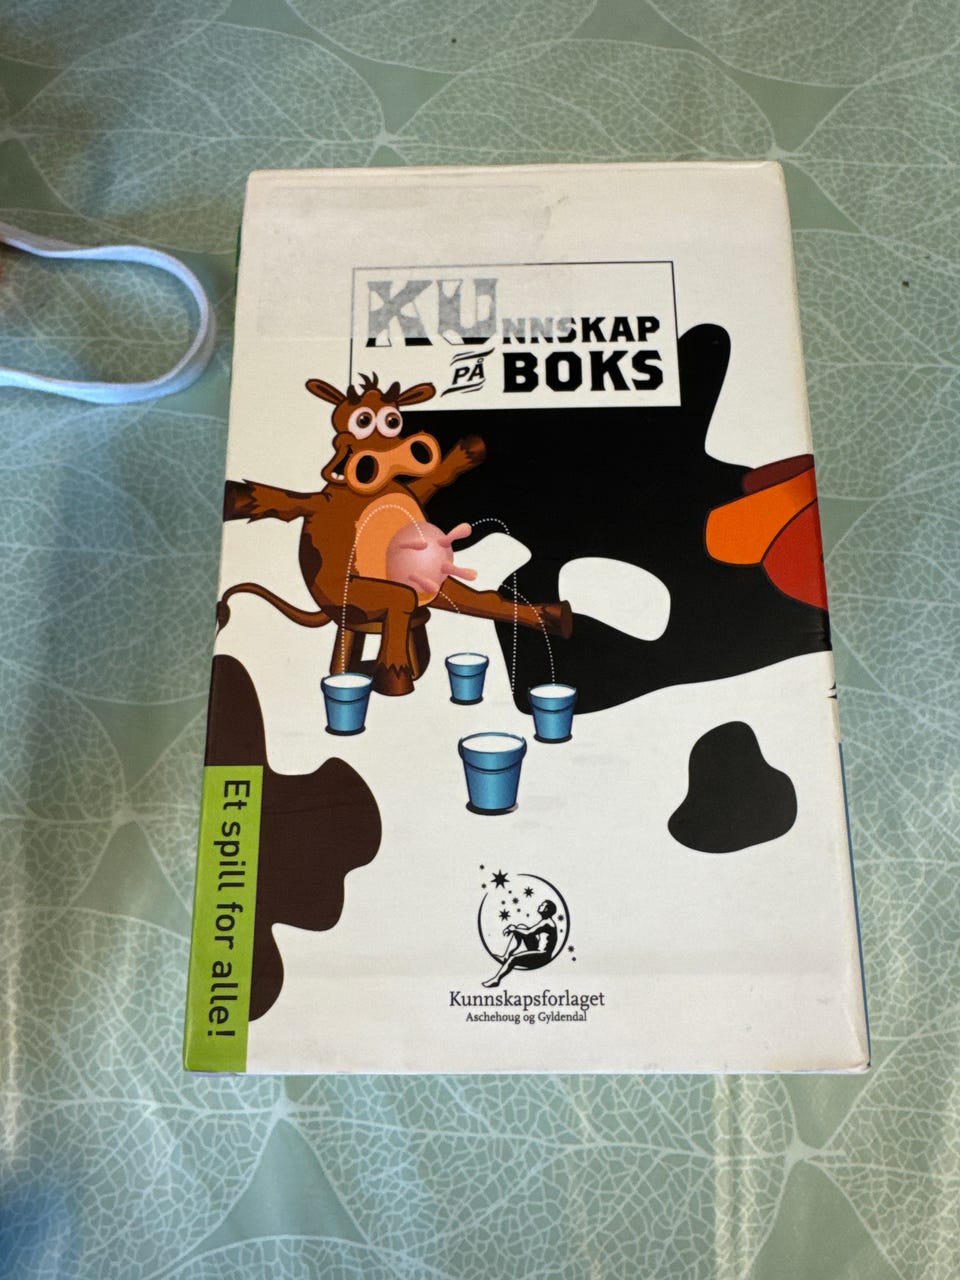 KUNNSKAP
PÅ BOKS
Et spill for alle!
Kunnskapsforlaget
Aschehoug og Gyldendal